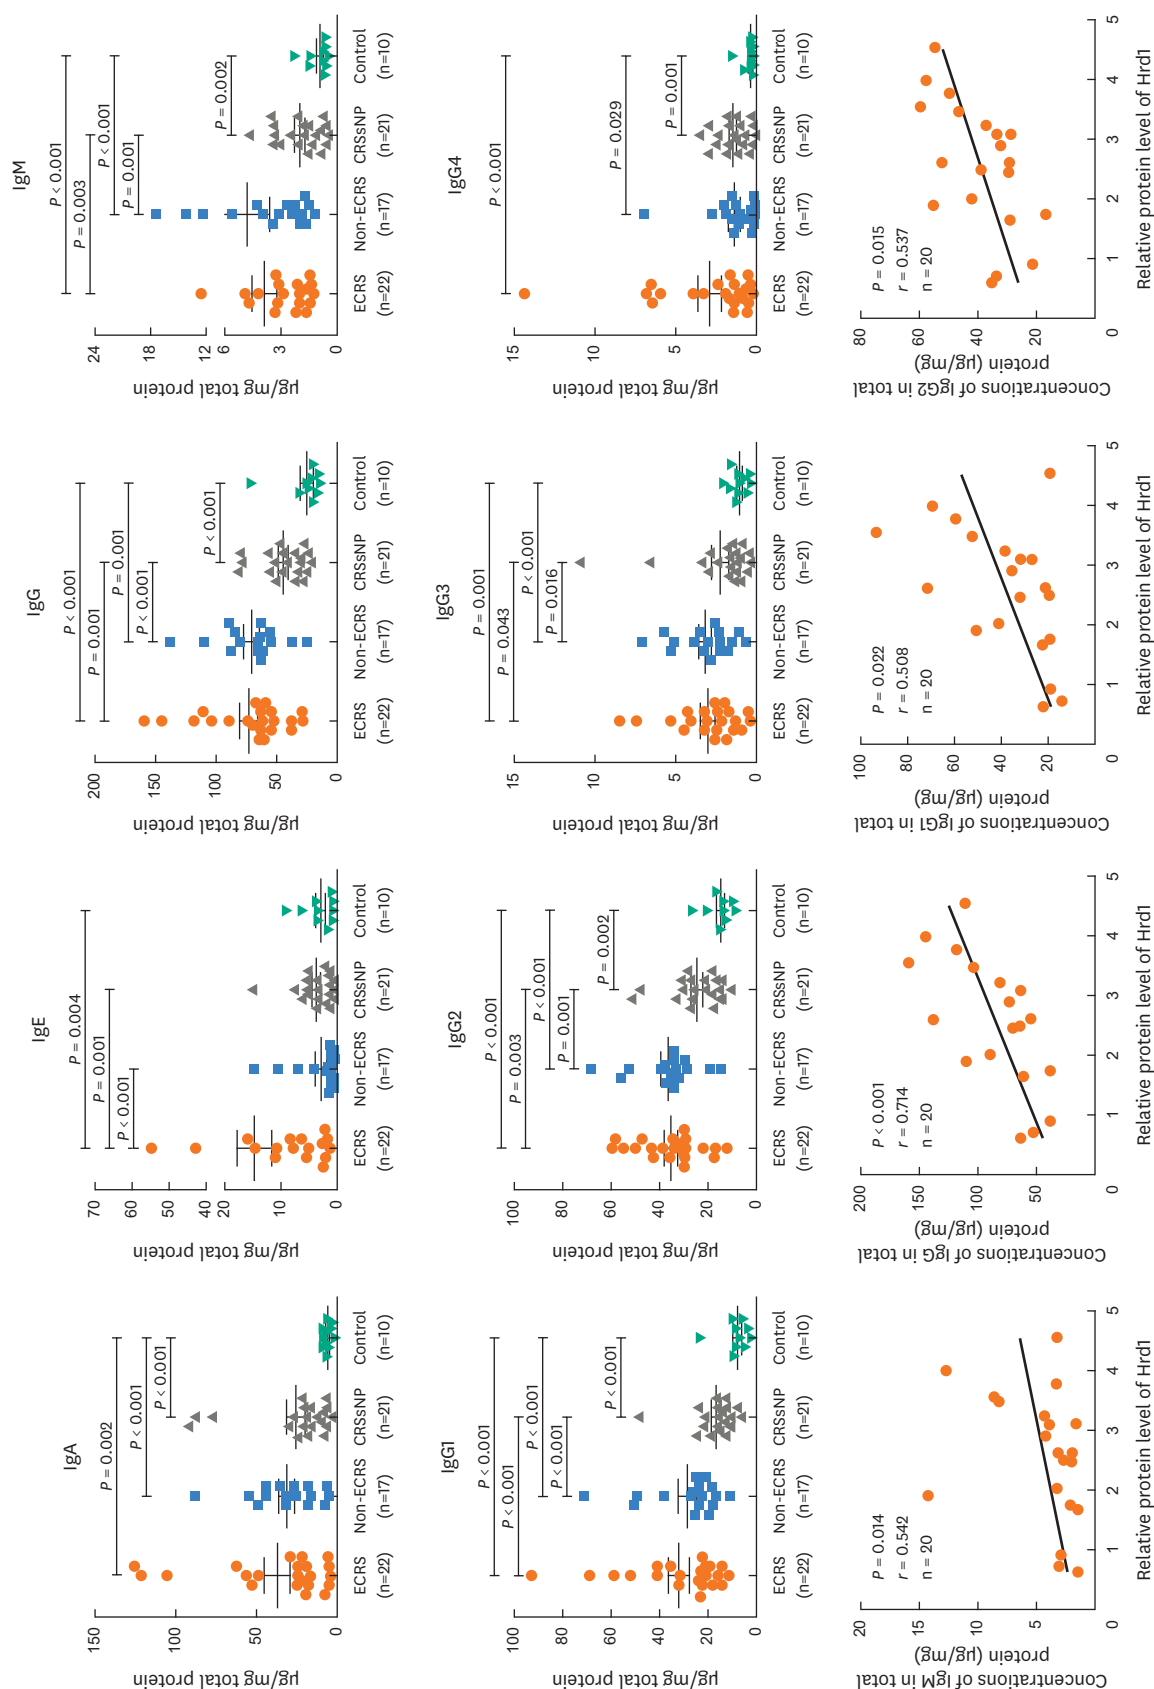 IgA
µg/mg total protein
150
100
50
0
P = 0.002
P < 0.001
P < 0.001
ECRS
(n=22)
Non-ECRS
(n=17)
CRSsNP
(n=21)
Control
(n=10)
IgE
µg/mg total protein
70
60
50
40
20
10
0
P = 0.004
P = 0.001
P < 0.001
ECRS
(n=22)
Non-ECRS
(n=17)
CRSsNP
(n=21)
Control
(n=10)
IgG
µg/mg total protein
200
150
100
50
0
P < 0.001
P = 0.001
P = 0.001
P < 0.001
P < 0.001
ECRS
(n=22)
Non-ECRS
(n=17)
CRSsNP
(n=21)
Control
(n=10)
IgM
µg/mg total protein
24
18
12
6
3
0
P < 0.001
P = 0.003
P < 0.001
P = 0.001
P = 0.002
ECRS
(n=22)
Non-ECRS
(n=17)
CRSsNP
(n=21)
Control
(n=10)
IgG1
µg/mg total protein
100
80
60
40
20
0
P < 0.001
P < 0.001
P < 0.001
P < 0.001
P < 0.001
ECRS
(n=22)
Non-ECRS
(n=17)
CRSsNP
(n=21)
Control
(n=10)
IgG2
µg/mg total protein
100
80
60
40
20
0
P < 0.001
P = 0.003
P < 0.001
P = 0.001
P = 0.002
ECRS
(n=22)
Non-ECRS
(n=17)
CRSsNP
(n=21)
Control
(n=10)
IgG3
µg/mg total protein
15
10
5
0
P = 0.001
P = 0.043
P = 0.001
P = 0.016
ECRS
(n=22)
Non-ECRS
(n=17)
CRSsNP
(n=21)
Control
(n=10)
IgG4
µg/mg total protein
15
10
5
0
P < 0.001
P = 0.029
P = 0.001
ECRS
(n=22)
Non-ECRS
(n=17)
CRSsNP
(n=21)
Control
(n=10)
Concentrations of IgM in total
protein (µg/mg)
20
15
10
5
0
P = 0.014
r = 0.542
n = 20
1
2
3
4
5
Relative protein level of Hrd1
Concentrations of IgG in total
protein (µg/mg)
200
150
100
50
0
P < 0.001
r = 0.714
n = 20
1
2
3
4
5
Relative protein level of Hrd1
Concentrations of IgG1 in total
protein (µg/mg)
100
80
60
40
20
0
P = 0.022
r = 0.508
n = 20
1
2
3
4
5
Relative protein level of Hrd1
Concentrations of IgG2 in total
protein (µg/mg)
80
60
40
20
0
P = 0.015
r = 0.537
n = 20
1
2
3
4
5
Relative protein level of Hrd1